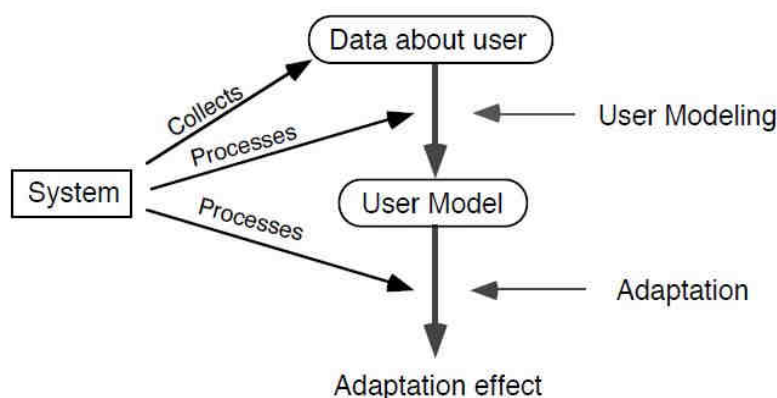 Data about user
Collects
Processes
User Modeling
System
User Model
Processes
Adaptation
Adaptation effect